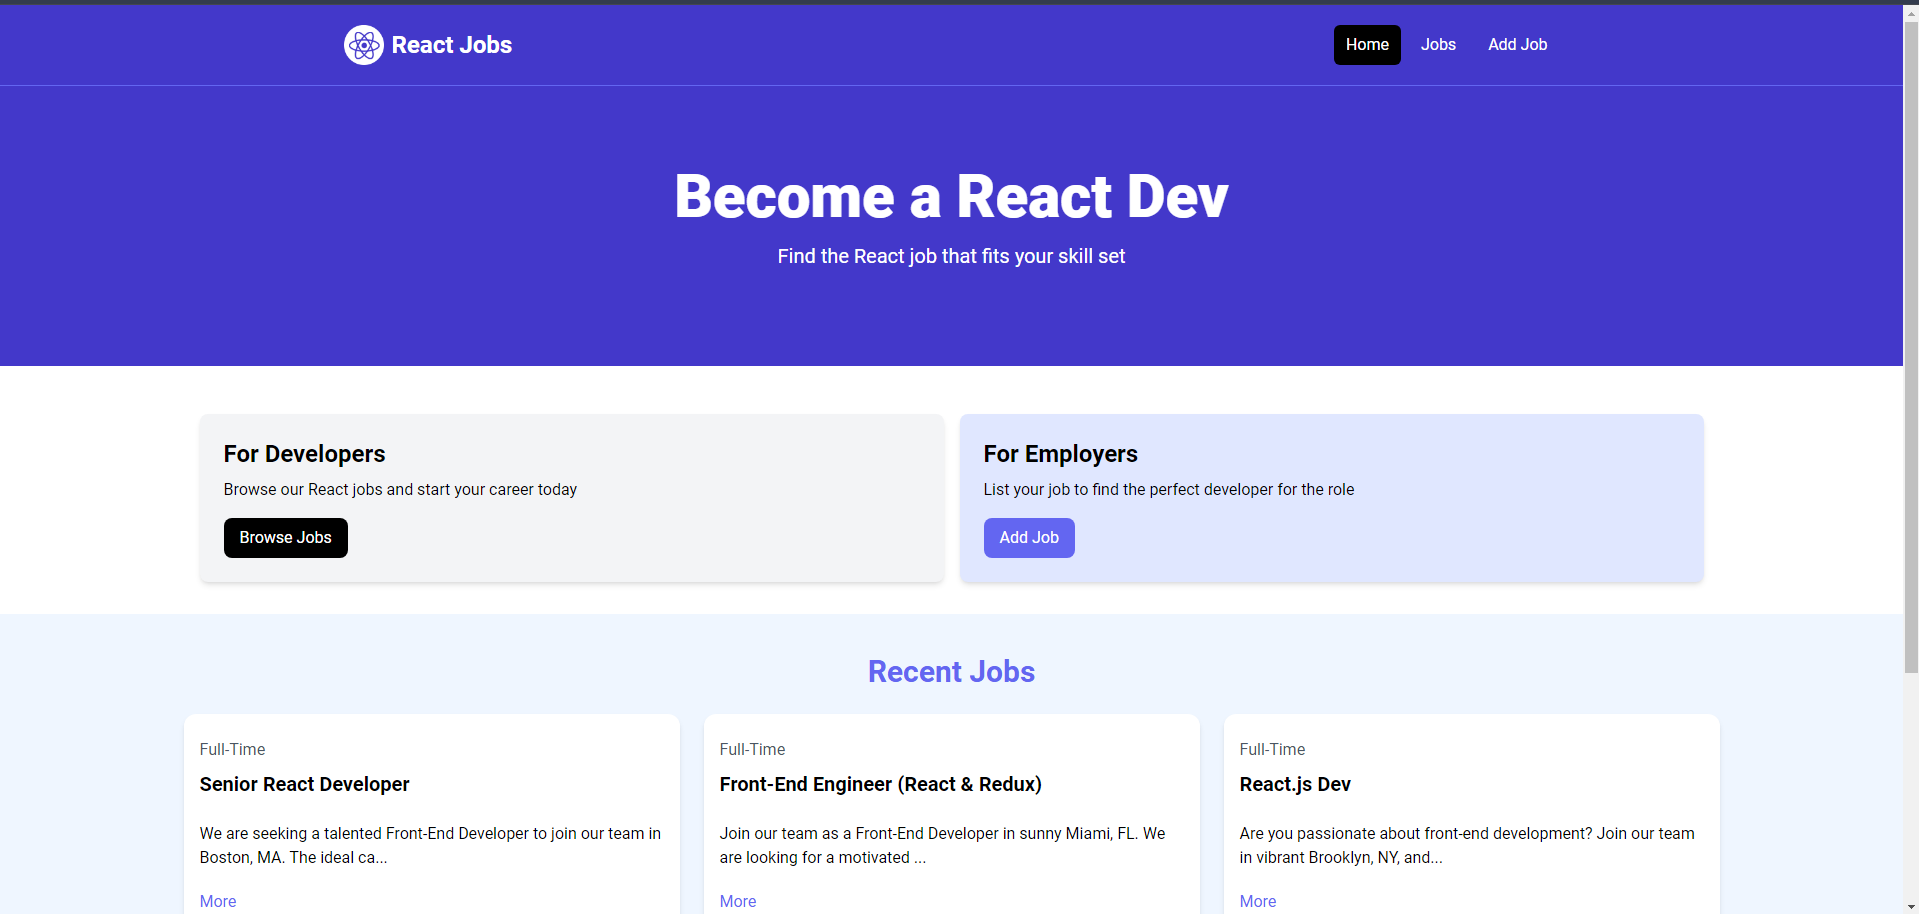 React Jobs
Home Jobs Add Job
Become a React Dev
Find the React job that fits your skill set
For Developers
Browse our React jobs and start your career today
Browse Jobs
For Employers
List your job to find the perfect developer for the role
Add Job
Recent Jobs
Full-Time
Senior React Developer
We are seeking a talented Front-End Developer to join our team in
Boston, MA. The ideal ca...
More
Full-Time
Front-End Engineer (React & Redux)
Join our team as a Front-End Developer in sunny Miami, FL. We
are looking for a motivated ...
More
Full-Time
React.js Dev
Are you passionate about front-end development? Join our team
in vibrant Brooklyn, NY, and...
More